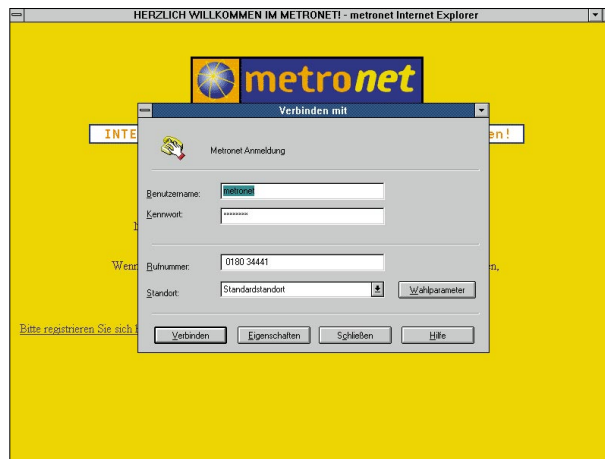 HERZLICH WILLKOMMEN IM METRONET! - metronet Internet Explorer
metronet
Verbinden mit
INTE
en!
Metronet Anmeldung
Benutzername:
metronet
Kennwort:
********
Wenn
Rufnummer:
0180 34441
n,
Standort:
Standardstandort
Wahlparameter
Bitte registrieren Sie sich
Verbinden
Eigenschaften
Schließen
Hilfe